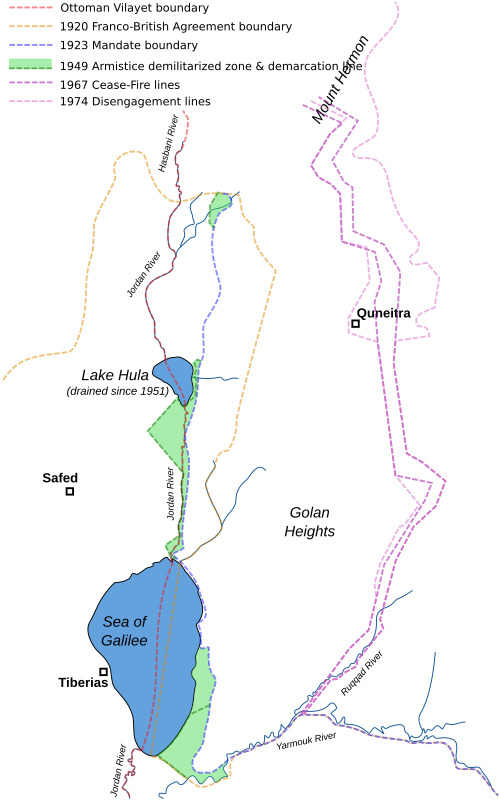 Ottoman Vilayet boundary
1920 Franco-British Agreement boundary
1923 Mandate boundary
1949 Armistice demilitarized zone & demarcation line
1967 Cease-Fire lines
1974 Disengagement lines
Mount Hermon
Hasbani River
Jordan River
Quneitra
Lake Hula
(drained since 1951)
Safed
Jordan River
Golan
Heights
Sea of
Galilee
Tiberias
Ruqqad River
Yarmouk River
Jordan River